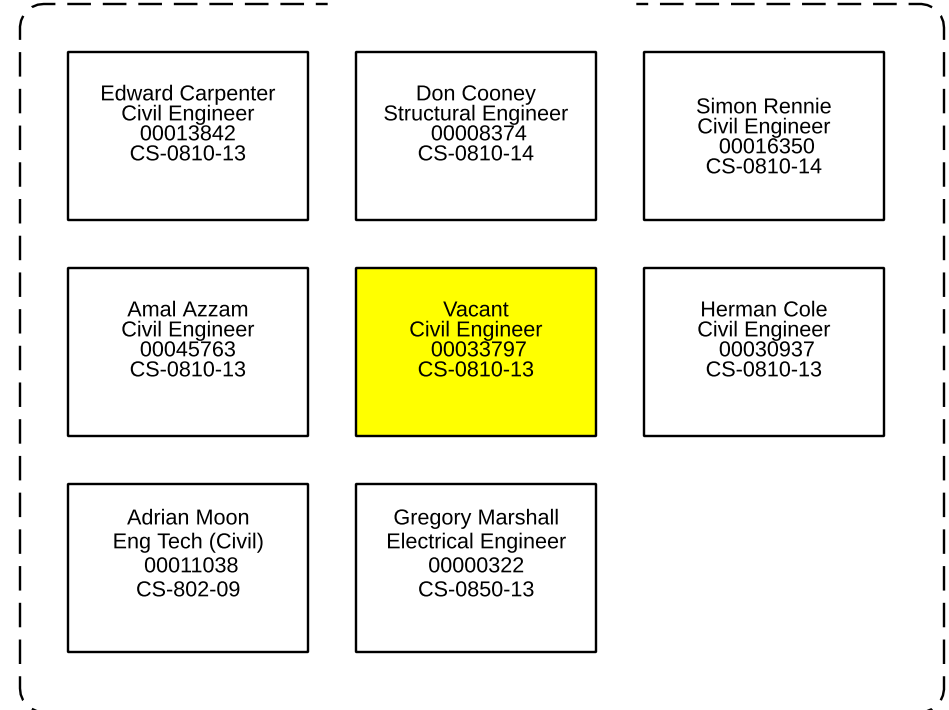 Edward Carpenter
Civil Engineer
00013842
CS-0810-13
Don Cooney
Structural Engineer
00008374
CS-0810-14
Simon Rennie
Civil Engineer
00016350
CS-0810-14
Amal Azzam
Civil Engineer
00045763
CS-0810-13
Vacant
Civil Engineer
00033797
CS-0810-13
Herman Cole
Civil Engineer
00030937
CS-0810-13
Adrian Moon
Eng Tech (Civil)
00011038
CS-802-09
Gregory Marshall
Electrical Engineer
00000322
CS-0850-13